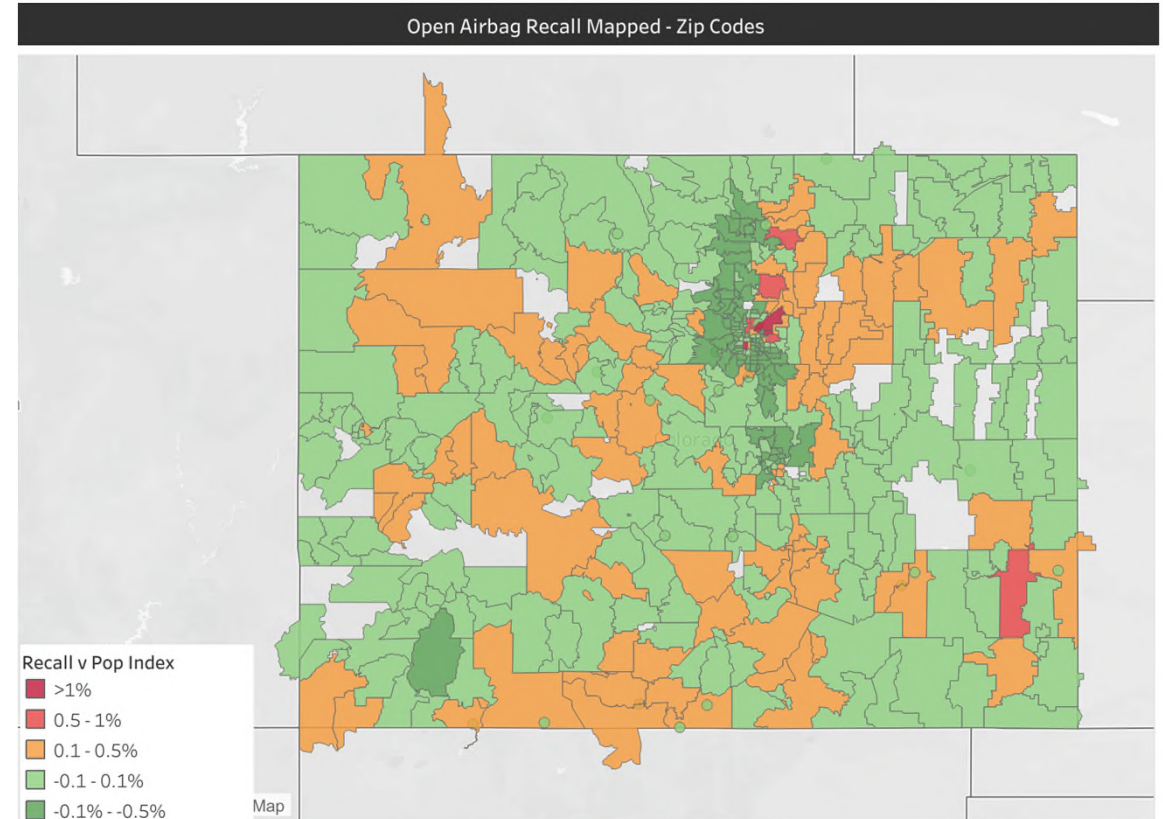 Open Airbag Recall Mapped - Zip Codes
Colorado
Recall v Pop Index
>1%
0.5 - 1%
0.1 - 0.5%
-0.1 - 0.1%
-0.1% - -0.5%
Map